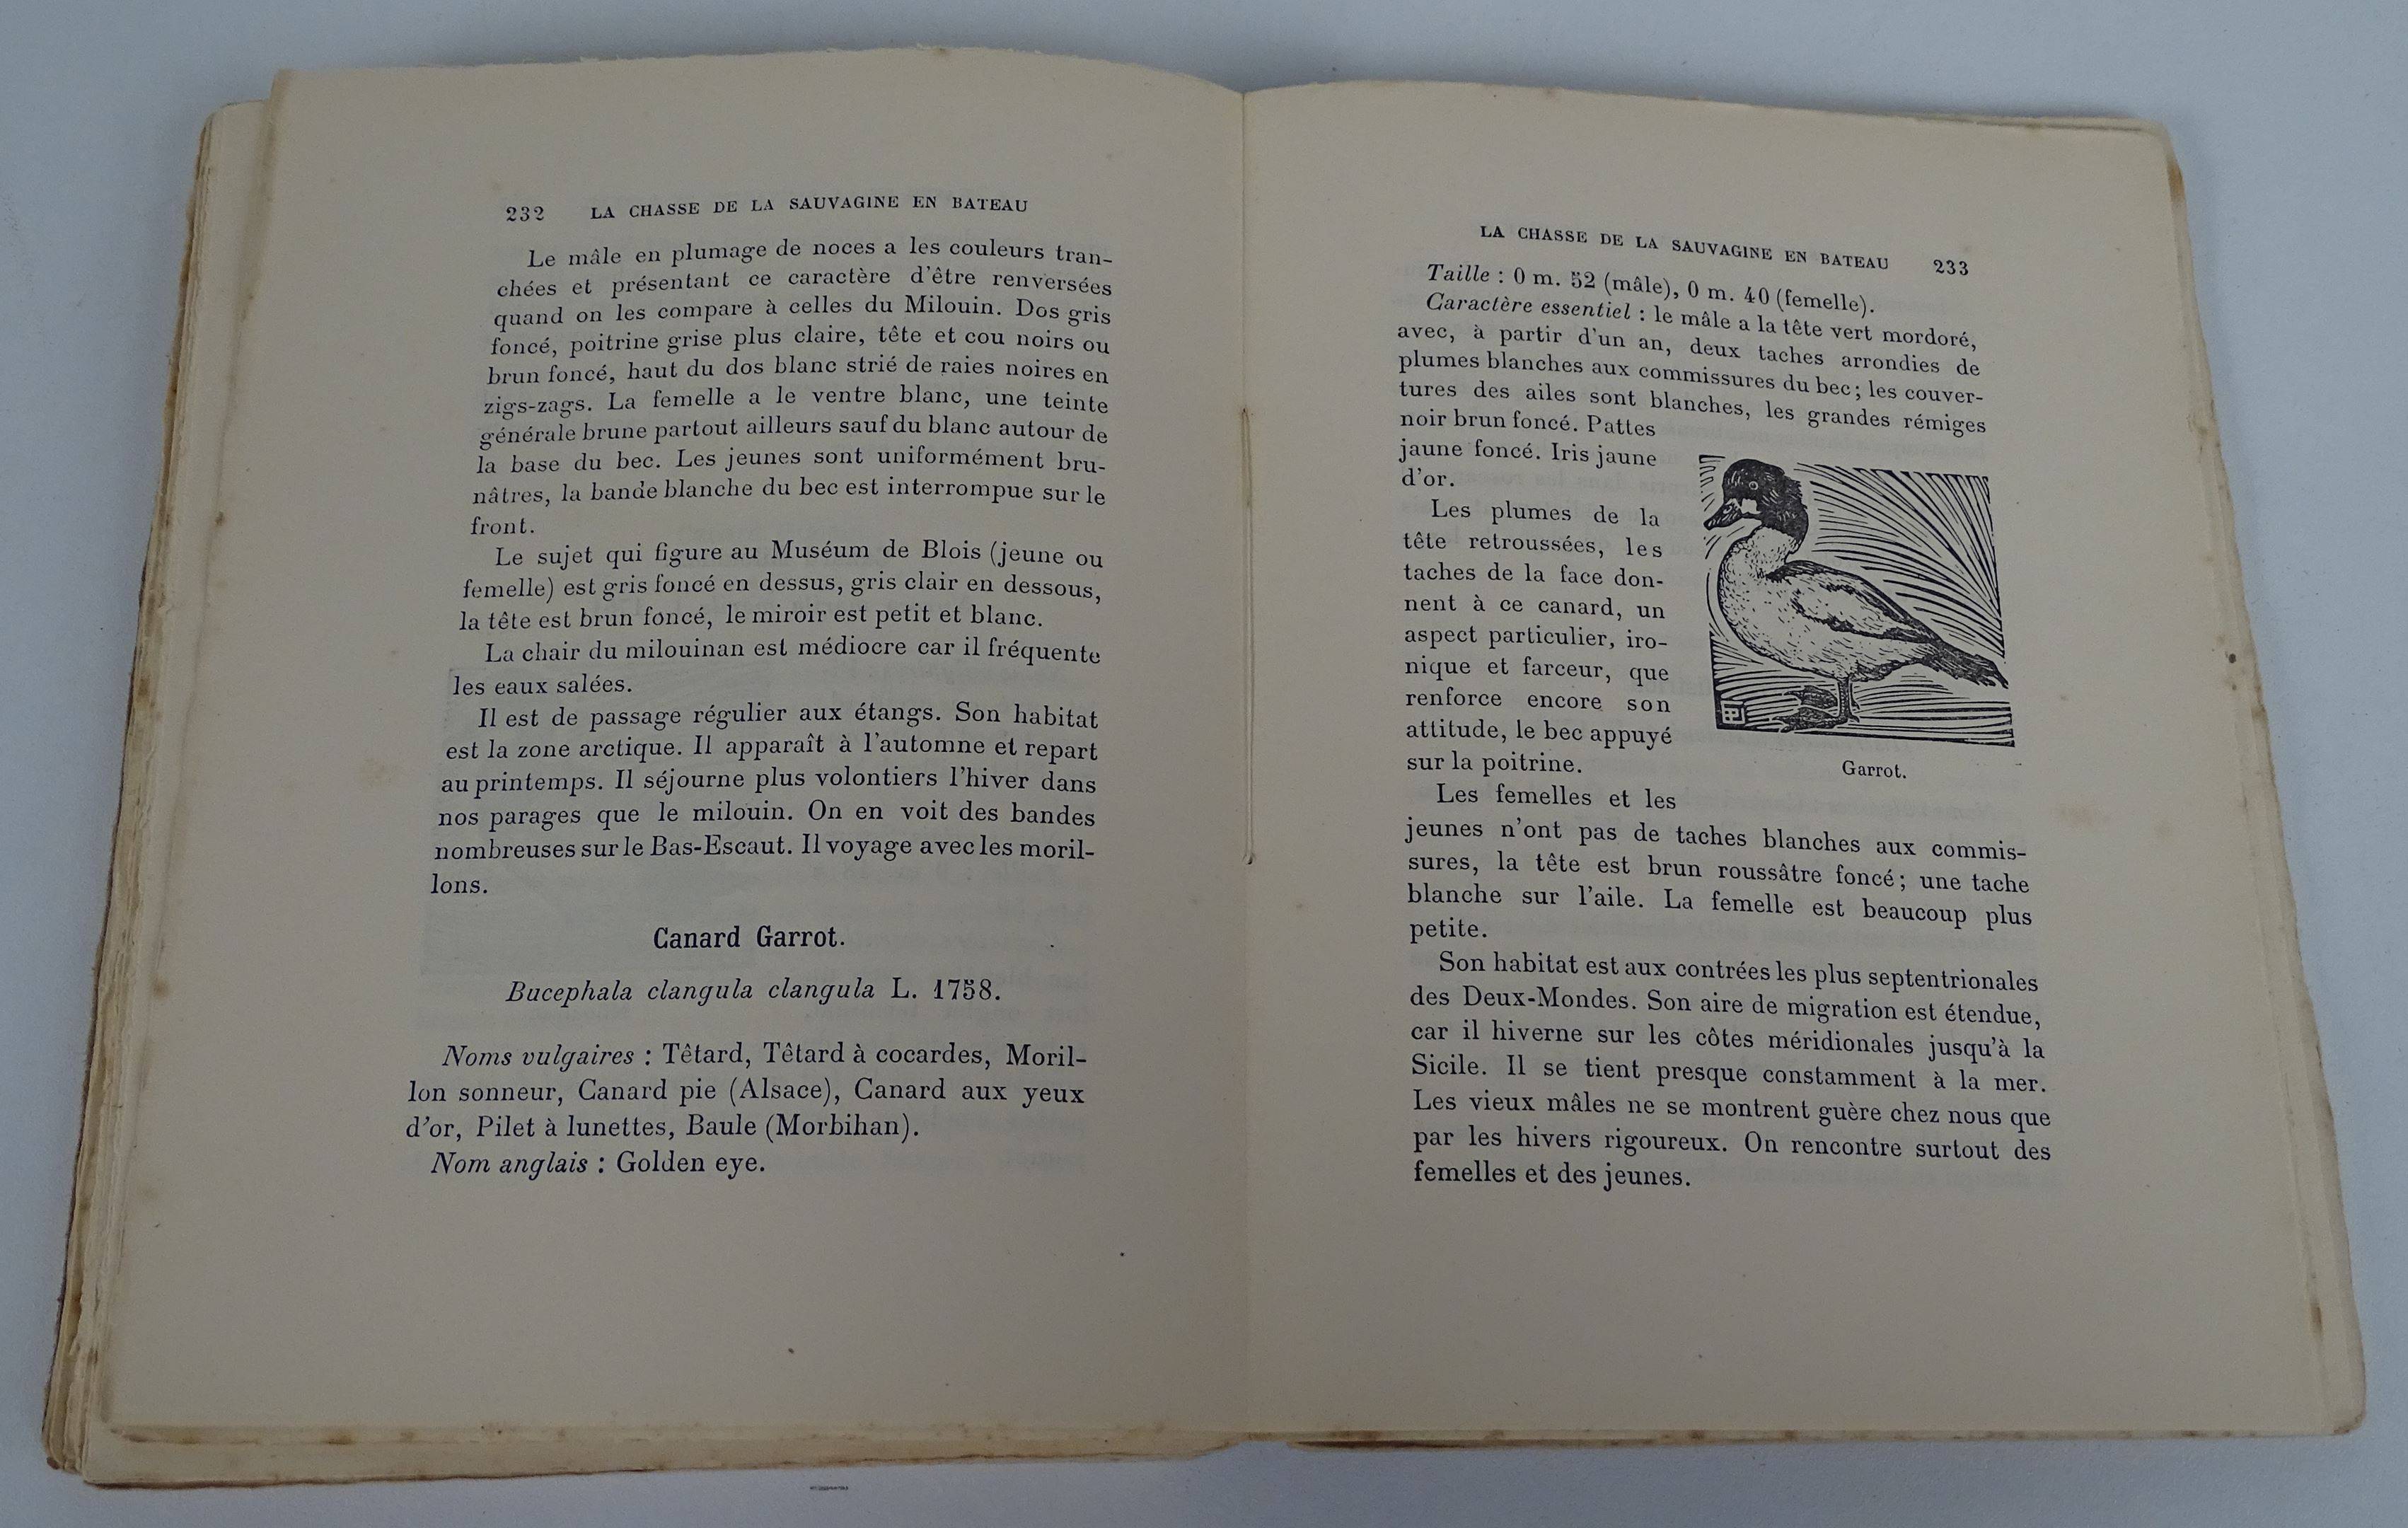 232 LA CHASSE DE LA SAUVAGINE EN BATEAU
Le mâle en plumage de noces a les couleurs tran-
chées et présentant ce caractère d'être renversées
quand on les compare à celles du Milouin. Dos gris
foncé, poitrine grise plus claire, tête et cou noirs ou
brun foncé, haut du dos blanc strié de raies noires en
zigs-zags. La femelle a le ventre blanc, une teinte
générale brune partout ailleurs sauf du blanc autour de
la base du bec. Les jeunes sont uniformément bru-
nâtres, la bande blanche du bec est interrompue sur le
front.
Le sujet qui figure au Muséum de Blois (jeune ou
femelle) est gris foncé en dessus, gris clair en dessous,
la tête est brun foncé, le miroir est petit et blanc.
La chair du milouinan est médiocre car il fréquente
les eaux salées.
Il est de passage régulier aux étangs. Son habitat
est la zone arctique. Il apparaît à l'automne et repart
au printemps. Il séjourne plus volontiers l'hiver dans
nos parages que le milouin. On en voit des bandes
nombreuses sur le Bas-Escaut. Il voyage avec les moril-
lons.
Canard Garrot.
Bucephala clangula clangula L. 1758.
Noms vulgaires : Têtard, Têtard à cocardes, Moril-
lon sonneur, Canard pie (Alsace), Canard aux yeux
d'or, Pilet à lunettes, Baule (Morbihan).
Nom anglais : Golden eye.
LA CHASSE DE LA SAUVAGINE EN BATEAU 233
Taille : 0 m. 52 (mâle), 0 m. 40 (femelle).
Caractère essentiel : le mâle a la tête vert mordoré,
avec, à partir d'un an, deux taches arrondies de
plumes blanches aux commissures du bec ; les couver-
tures des ailes sont blanches, les grandes rémiges
noir brun foncé. Pattes
jaune foncé. Iris jaune
d'or.
Les plumes de la
tête retroussées, les
taches de la face don-
nent à ce canard, un
aspect particulier, iro-
nique et farceur, que
renforce encore son
attitude, le bec appuyé
sur la poitrine.
Garrot.
Les femelles et les
jeunes n'ont pas de taches blanches aux commis-
sures, la tête est brun roussâtre foncé ; une tache
blanche sur l'aile. La femelle est beaucoup plus
petite.
Son habitat est aux contrées les plus septentrionales
des Deux-Mondes. Son aire de migration est étendue,
car il hiverne sur les côtes méridionales jusqu'à la
Sicile. Il se tient presque constamment à la mer.
Les vieux mâles ne se montrent guère chez nous que
par les hivers rigoureux. On rencontre surtout des
femelles et des jeunes.